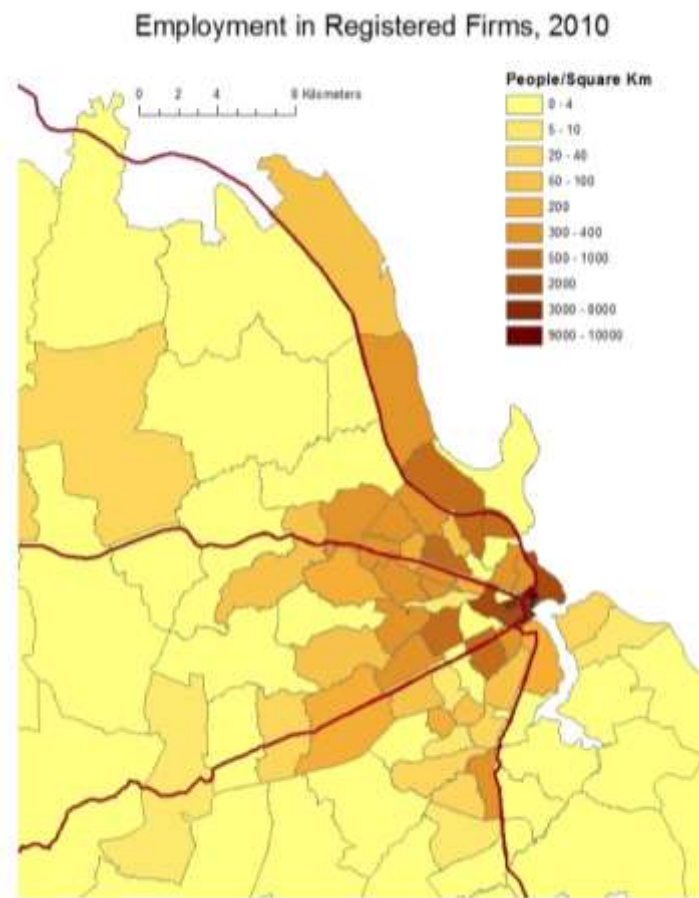 Employment in Registered Firms, 2010
0 2 4 8 Kilometers
People/Square Km
0 - 4
5 - 10
20 - 40
60 - 100
200
300 - 400
500 - 1000
2000
3000 - 8000
9000 - 10000